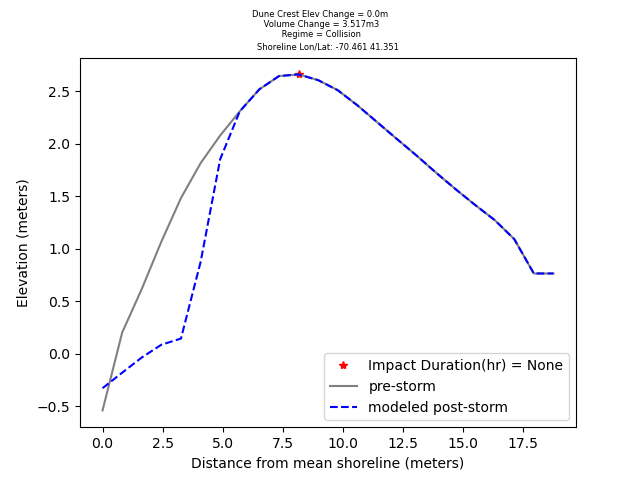 Dune Crest Elev Change = 0.0m
Volume Change = 3.517m3
Regime = Collision
Shoreline Lon/Lat: -70.461 41.351
Elevation (meters)
2.5
2.0
1.5
1.0
0.5
0.0
−0.5
Impact Duration(hr) = None
pre-storm
modeled post-storm
0.0 2.5 5.0 7.5 10.0 12.5 15.0 17.5
Distance from mean shoreline (meters)